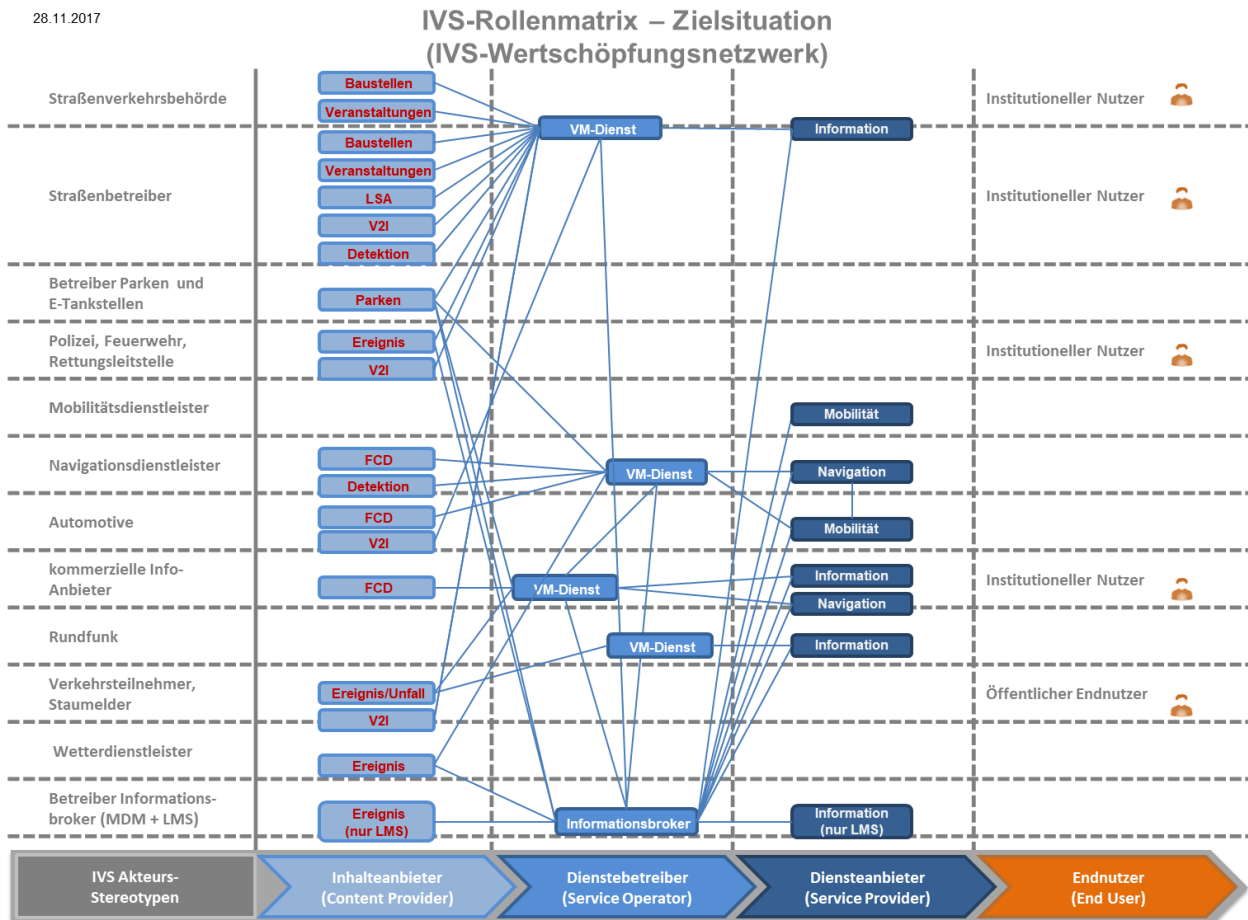 28.11.2017
IVS-Rollenmatrix – Zielsituation
(IVS-Wertschöpfungsnetzwerk)
Straßenverkehrsbehörde
Baustellen
Veranstaltungen
VM-Dienst
Information
Institutioneller Nutzer
Straßenbetreiber
Baustellen
Veranstaltungen
LSA
V2I
Detektion
Institutioneller Nutzer
Betreiber Parken und
E-Tankstellen
Parken
Polizei, Feuerwehr,
Rettungsleitstelle
Ereignis
V2I
Institutioneller Nutzer
Mobilitätsdienstleister
Mobilität
Navigationsdienstleister
FCD
Detektion
VM-Dienst
Navigation
Automotive
FCD
V2I
Mobilität
kommerzielle Info-
Anbieter
FCD
VM-Dienst
Information
Navigation
Institutioneller Nutzer
Rundfunk
VM-Dienst
Information
Verkehrsteilnehmer,
Staumelder
Ereignis/Unfall
V2I
Öffentlicher Endnutzer
Wetterdienstleister
Ereignis
Betreiber Informations-
broker (MDM + LMS)
Ereignis
(nur LMS)
Informationsbroker
Information
(nur LMS)
IVS Akteurs-
Stereotypen
Inhalteanbieter
(Content Provider)
Dienstebetreiber
(Service Operator)
Diensteanbieter
(Service Provider)
Endnutzer
(End User)